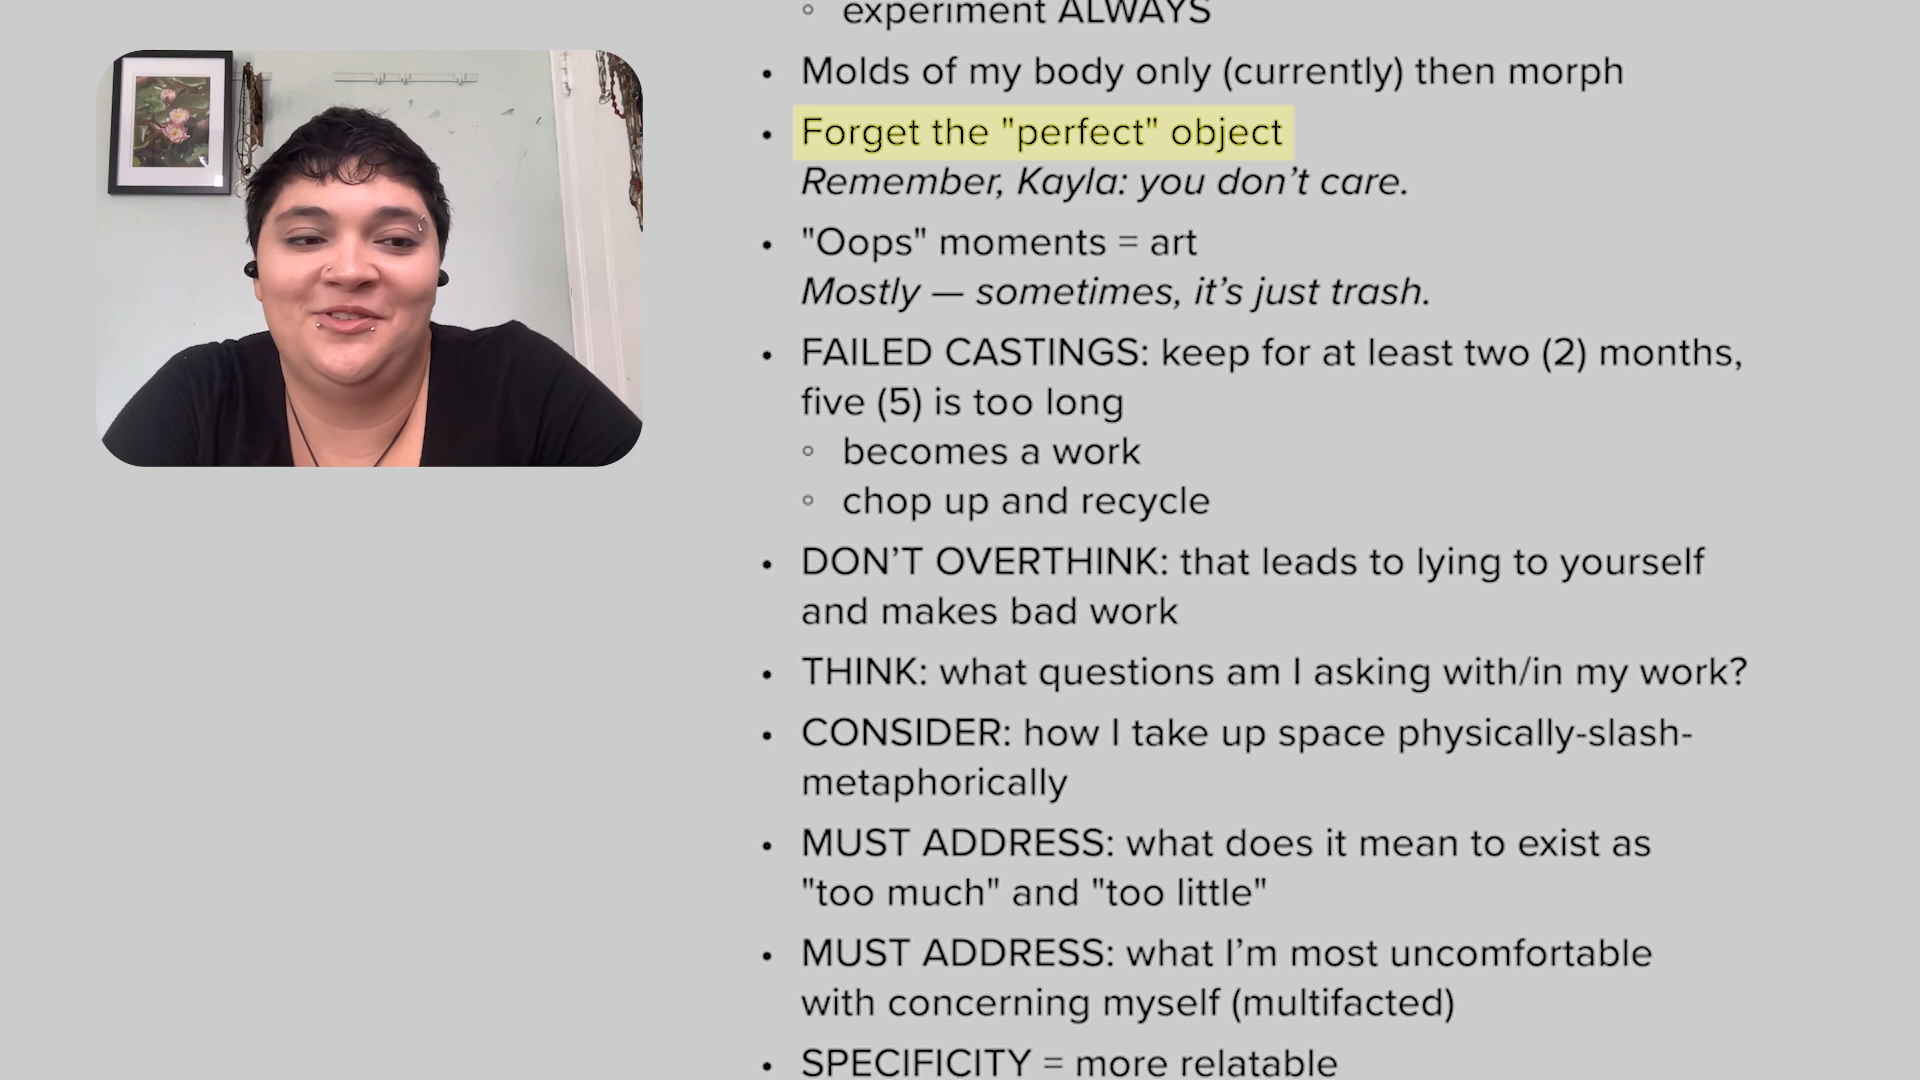 experiment ALWAYS
Molds of my body only (currently) then morph
Forget the "perfect" object
Remember, Kayla: you don’t care.
"Oops" moments = art
Mostly — sometimes, it’s just trash.
FAILED CASTINGS: keep for at least two (2) months,
five (5) is too long
becomes a work
chop up and recycle
DON’T OVERTHINK: that leads to lying to yourself
and makes bad work
THINK: what questions am I asking with/in my work?
CONSIDER: how I take up space physically-slash-
metaphorically
MUST ADDRESS: what does it mean to exist as
"too much" and "too little"
MUST ADDRESS: what I’m most uncomfortable
with concerning myself (multifacted)
SPECIFICITY = more relatable